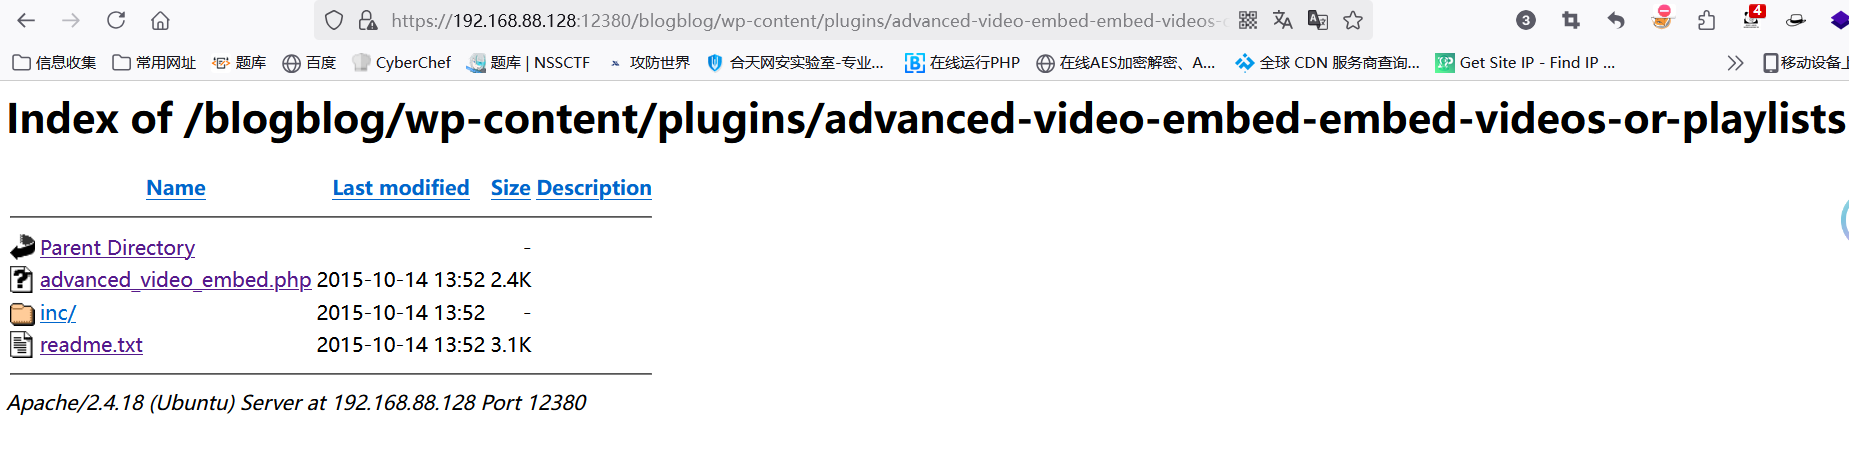 https://192.168.88.128:12380/blogblog/wp-content/plugins/advanced-video-embed-embed-videos-o
3
4
信息收集 常用网址 题库 百度 CyberChef 题库 | NSSCTF 攻防世界 合天网安实验室-专业... 在线运行PHP 在线AES加密解密、A... 全球 CDN 服务商查询... Get Site IP - Find IP ... 移动设备上
Index of /blogblog/wp-content/plugins/advanced-video-embed-embed-videos-or-playlists
Name Last modified Size Description
Parent Directory -
advanced_video_embed.php 2015-10-14 13:52 2.4K
inc/ 2015-10-14 13:52 -
readme.txt 2015-10-14 13:52 3.1K
Apache/2.4.18 (Ubuntu) Server at 192.168.88.128 Port 12380